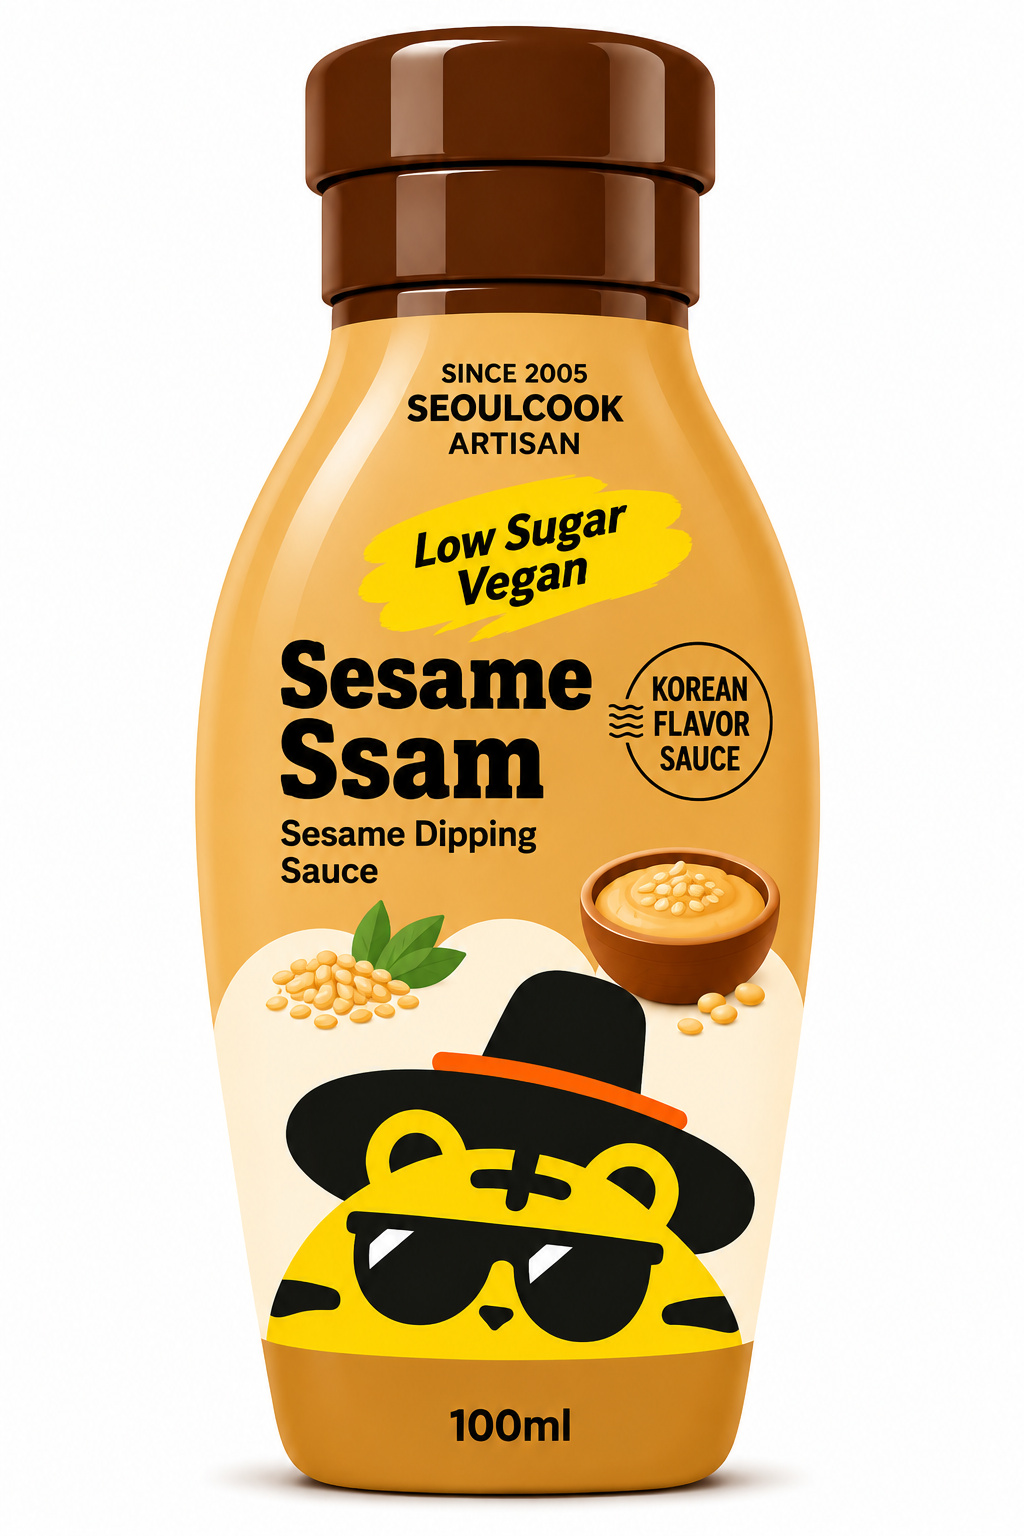 SINCE 2005
SEOULCOOK
ARTISAN
Low Sugar
Vegan
Sesame
Ssam
KOREAN
FLAVOR
SAUCE
Sesame Dipping
Sauce
100ml